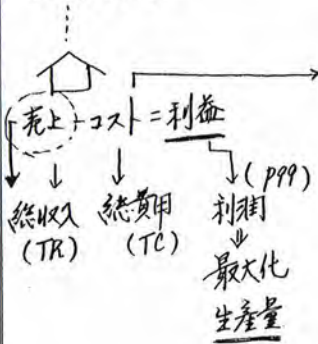 売上-コスト=利益
(P99)
総収入 総費用 利潤
(TR) (TC)
最大化
生産量